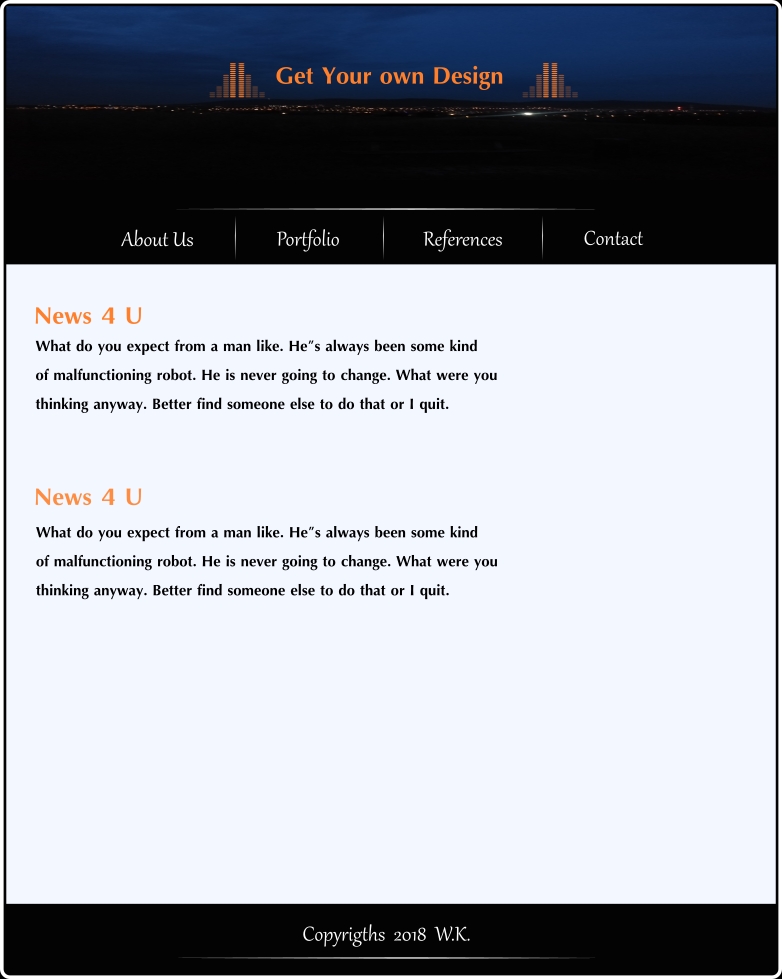 Get Your own Design
About Us
Portfolio
References
Contact
News 4 U
What do you expect from a man like. He"s always been some kind
of malfunctioning robot. He is never going to change. What were you
thinking anyway. Better find someone else to do that or I quit.
News 4 U
What do you expect from a man like. He"s always been some kind
of malfunctioning robot. He is never going to change. What were you
thinking anyway. Better find someone else to do that or I quit.
Copyrigths 2018 W.K.